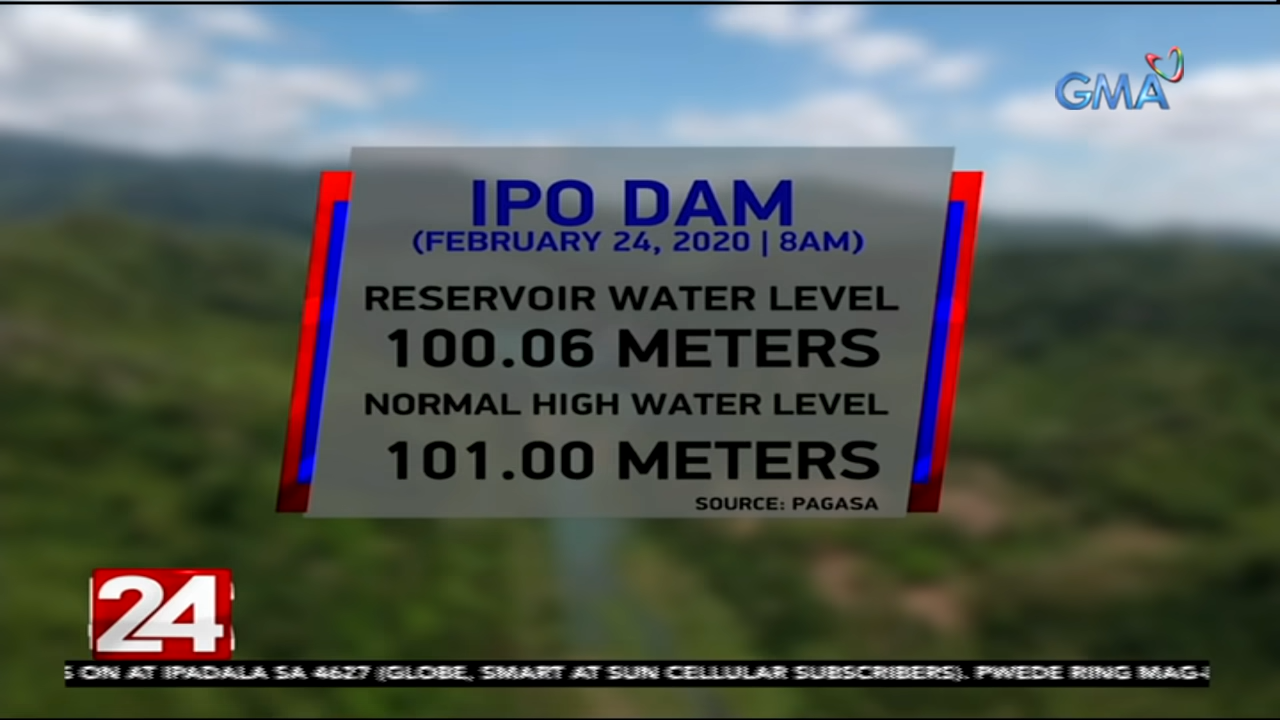 GMA
IPO DAM
(FEBRUARY 24, 2020 | 8AM)
RESERVOIR WATER LEVEL
100.06 METERS
NORMAL HIGH WATER LEVEL
101.00 METERS
SOURCE: PAGASA
24
ON AT IPADALA SA 4627 (GLOBE, SMART AT SUN CELLULAR SUBSCRIBERS). PWEDE RING MAG-